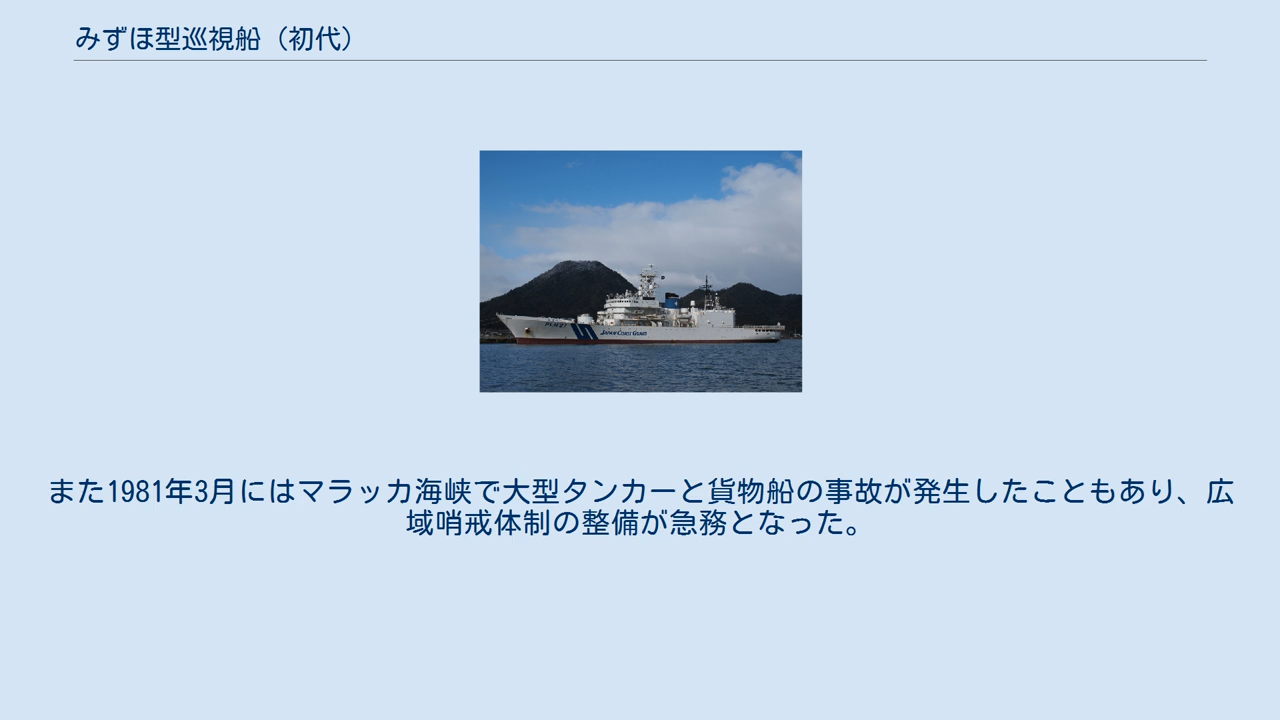 みずほ型巡視船（初代）
JAPAN COAST GUARD
また1981年3月にはマラッカ海峡で大型タンカーと貨物船の事故が発生したこともあり、広
域哨戒体制の整備が急務となった。